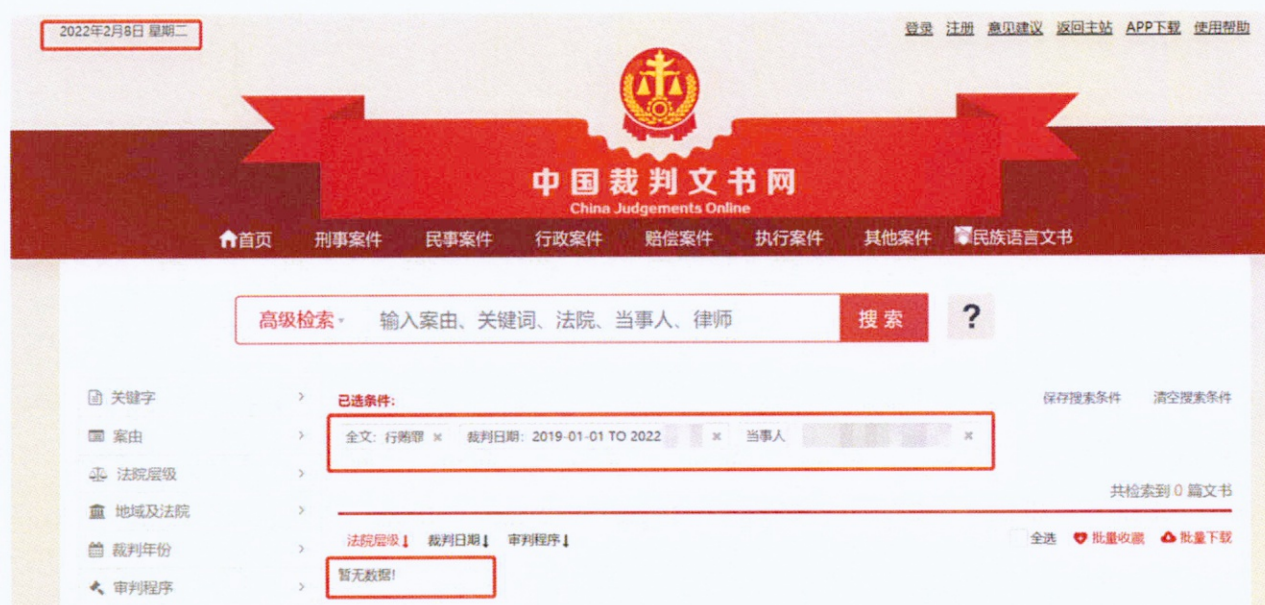 2022年2月8日 星期二
登录 注册 意见建议 返回主站 APP下载 使用帮助
中国裁判文书网
China Judgements Online
首页 刑事案件 民事案件 行政案件 赔偿案件 执行案件 其他案件 民族语言文书
高级检索 输入案由、关键词、法院、当事人、律师 搜索 ?
关键字
案由
法院层级
地域及法院
裁判年份
审判程序
已选条件: 保存搜索条件 清空搜索条件
全文: 行贿罪 × 裁判日期: 2019-01-01 TO 2022 × 当事人 ×
共检索到 0 篇文书
法院层级↓ 裁判日期↓ 审判程序↓ 全选 批量收藏 批量下载
暂无数据!